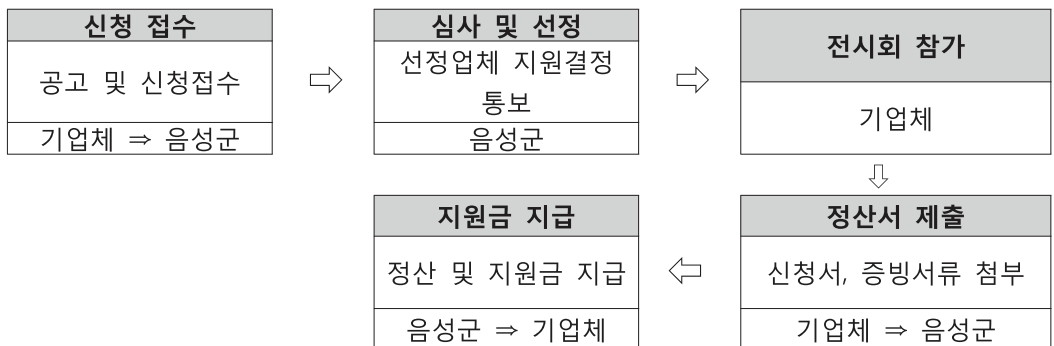 신청 접수
공고 및 신청접수
기업체 ⇒ 음성군
⇨
심사 및 선정
선정업체 지원결정
통보
음성군
⇨
전시회 참가
기업체
⇩
정산서 제출
신청서, 증빙서류 첨부
기업체 ⇒ 음성군
⇦
지원금 지급
정산 및 지원금 지급
음성군 ⇒ 기업체